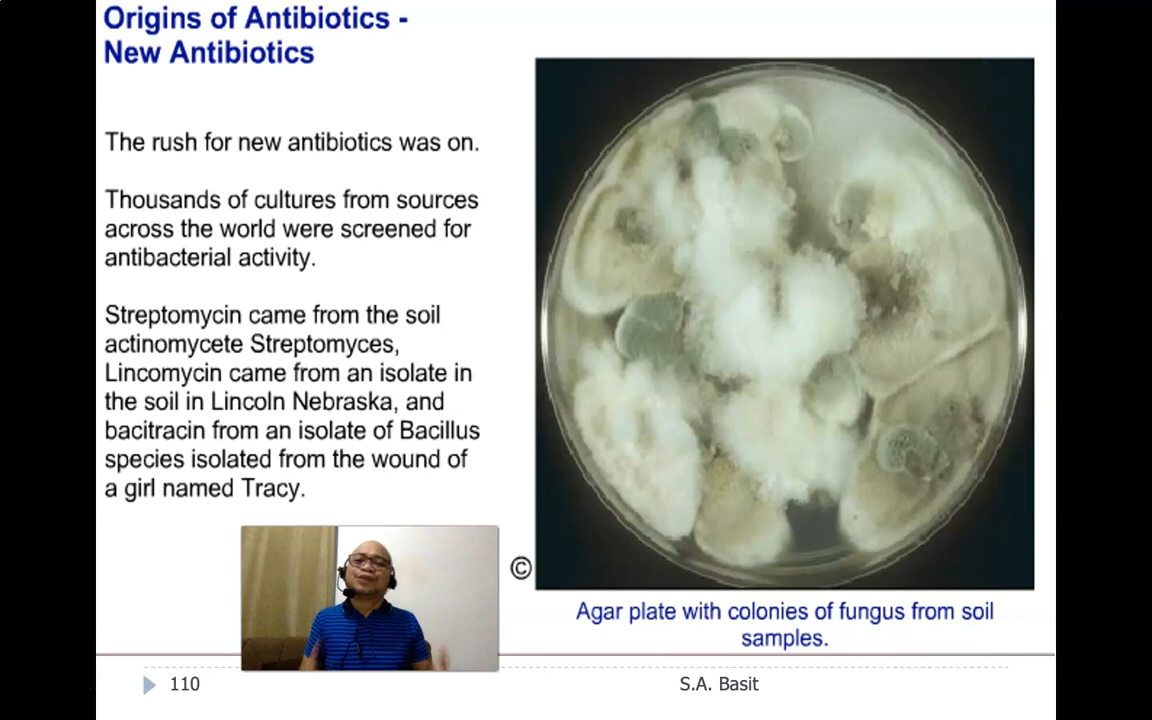 Origins of Antibiotics -
New Antibiotics
The rush for new antibiotics was on.
Thousands of cultures from sources
across the world were screened for
antibacterial activity.
Streptomycin came from the soil
actinomycete Streptomyces,
Lincomycin came from an isolate in
the soil in Lincoln Nebraska, and
bacitracin from an isolate of Bacillus
species isolated from the wound of
a girl named Tracy.
©
Agar plate with colonies of fungus from soil
samples.
110
S.A. Basit